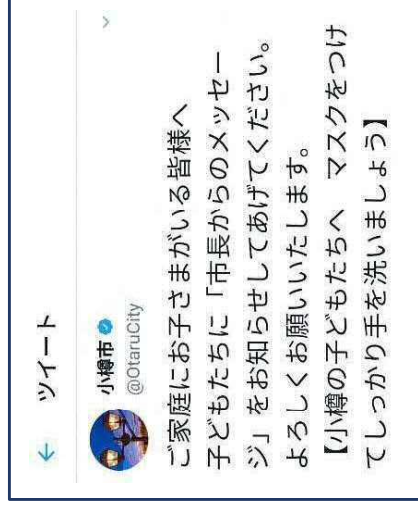 ツイート
小樽市
@OtaruCity
ご家庭にお子さまがいる皆様へ
子どもたちに「市長からのメッセー
ジ」をお知らせしてあげてください。
よろしくお願いいたします。
【小樽の子どもたちへ　マスクをつけ
てしっかり手を洗いましょう】